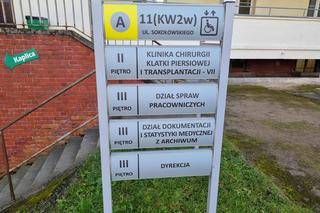 A
11(KW2w)
UL. SOKOŁOWSKIEGO
Kaplica
II
PIĘTRO
KLINIKA CHIRURGII
KLATKI PIERSIOWEJ
I TRANSPLANTACJI - VII
III
PIĘTRO
DZIAŁ SPRAW
PRACOWNICZYCH
III
PIĘTRO
DZIAŁ DOKUMENTACJI
I STATYSTYKI MEDYCZNEJ
Z ARCHIWUM
III
PIĘTRO
DYREKCJA